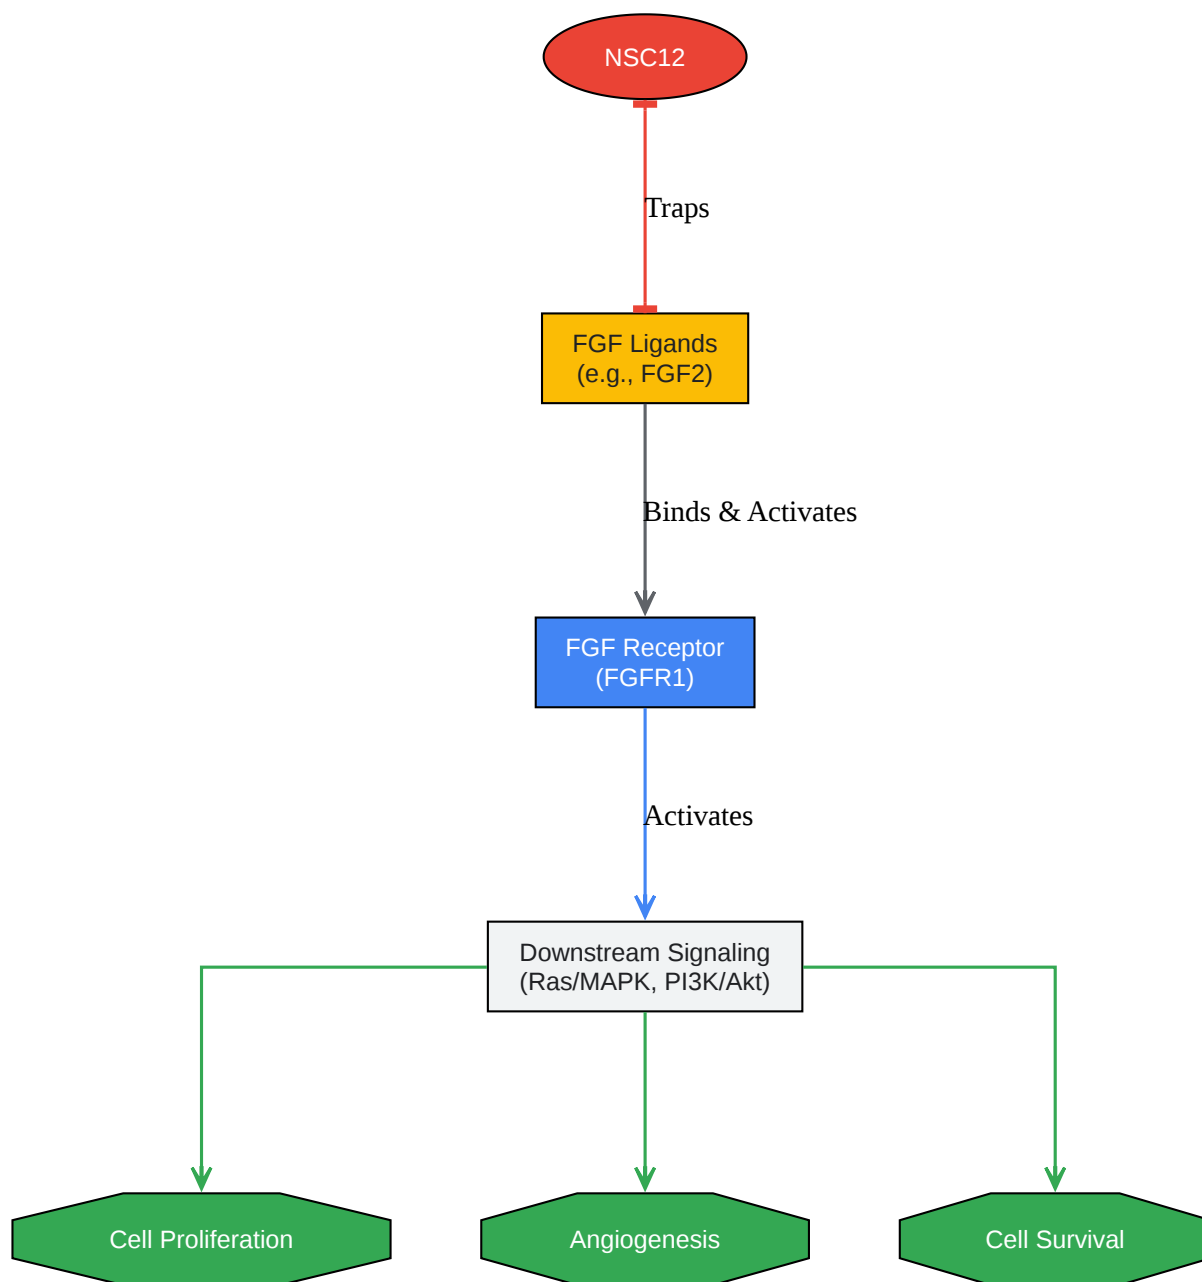 NSC12
Traps
FGF Ligands
(e.g., FGF2)
Binds & Activates
FGF Receptor
(FGFR1)
Activates
Downstream Signaling
(Ras/MAPK, PI3K/Akt)
Cell Proliferation
Angiogenesis
Cell Survival